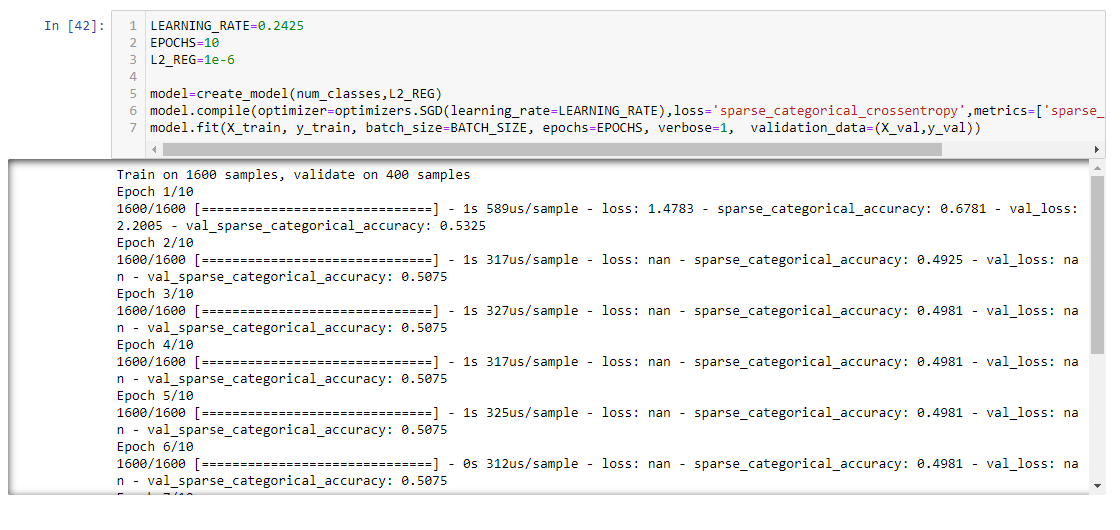 In [42]:
1 LEARNING_RATE=0.2425
2 EPOCHS=10
3 L2_REG=1e-6
4
5 model=create_model(num_classes,L2_REG)
6 model.compile(optimizer=optimizers.SGD(learning_rate=LEARNING_RATE),loss='sparse_categorical_crossentropy',metrics=['sparse_
7 model.fit(X_train, y_train, batch_size=BATCH_SIZE, epochs=EPOCHS, verbose=1,  validation_data=(X_val,y_val))
Train on 1600 samples, validate on 400 samples
Epoch 1/10
1600/1600 [==============================] - 1s 589us/sample - loss: 1.4783 - sparse_categorical_accuracy: 0.6781 - val_loss:
2.2005 - val_sparse_categorical_accuracy: 0.5325
Epoch 2/10
1600/1600 [==============================] - 1s 317us/sample - loss: nan - sparse_categorical_accuracy: 0.4925 - val_loss: na
n - val_sparse_categorical_accuracy: 0.5075
Epoch 3/10
1600/1600 [==============================] - 1s 327us/sample - loss: nan - sparse_categorical_accuracy: 0.4981 - val_loss: na
n - val_sparse_categorical_accuracy: 0.5075
Epoch 4/10
1600/1600 [==============================] - 1s 317us/sample - loss: nan - sparse_categorical_accuracy: 0.4981 - val_loss: na
n - val_sparse_categorical_accuracy: 0.5075
Epoch 5/10
1600/1600 [==============================] - 1s 325us/sample - loss: nan - sparse_categorical_accuracy: 0.4981 - val_loss: na
n - val_sparse_categorical_accuracy: 0.5075
Epoch 6/10
1600/1600 [==============================] - 0s 312us/sample - loss: nan - sparse_categorical_accuracy: 0.4981 - val_loss: na
n - val_sparse_categorical_accuracy: 0.5075